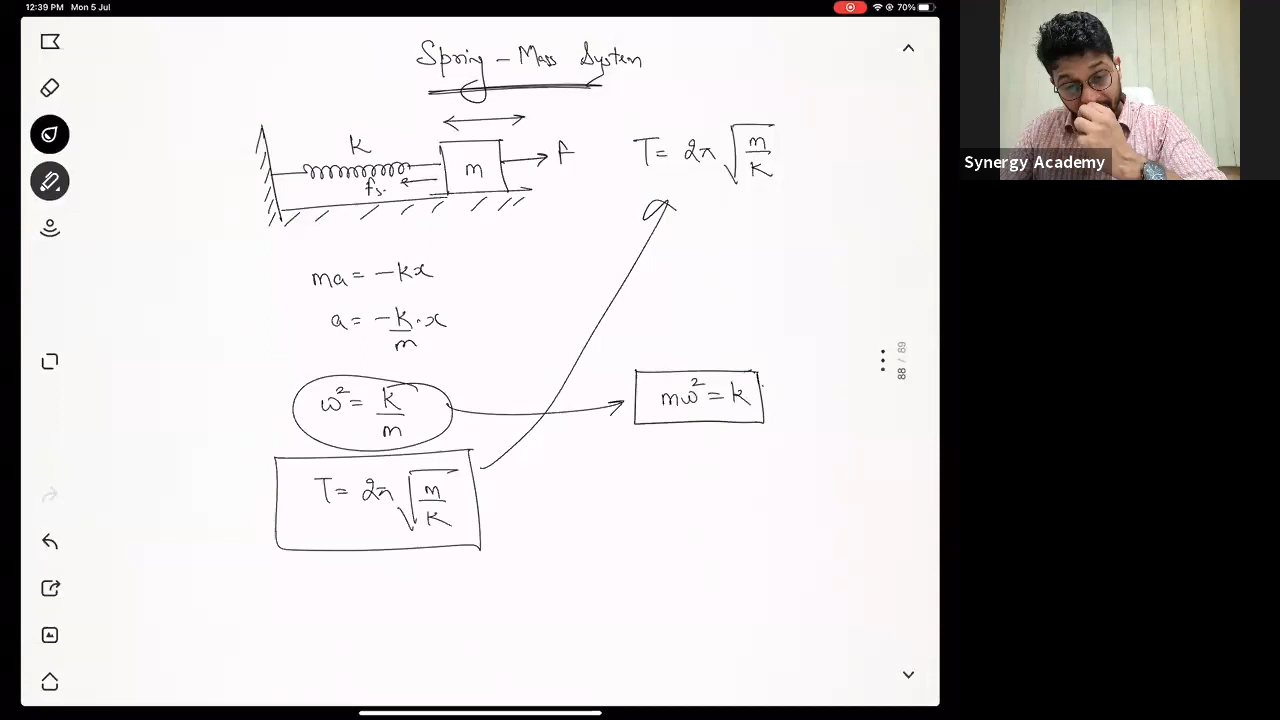 12:39 PM Mon 5 Jul
70%
Spring - Mass System
K
m
F
fs.
T = 2π √(m/K)
ma = -kx
a = -k/m · x
ω² = k/m
mω² = k
T = 2π √(m/K)
88 / 89
Synergy Academy